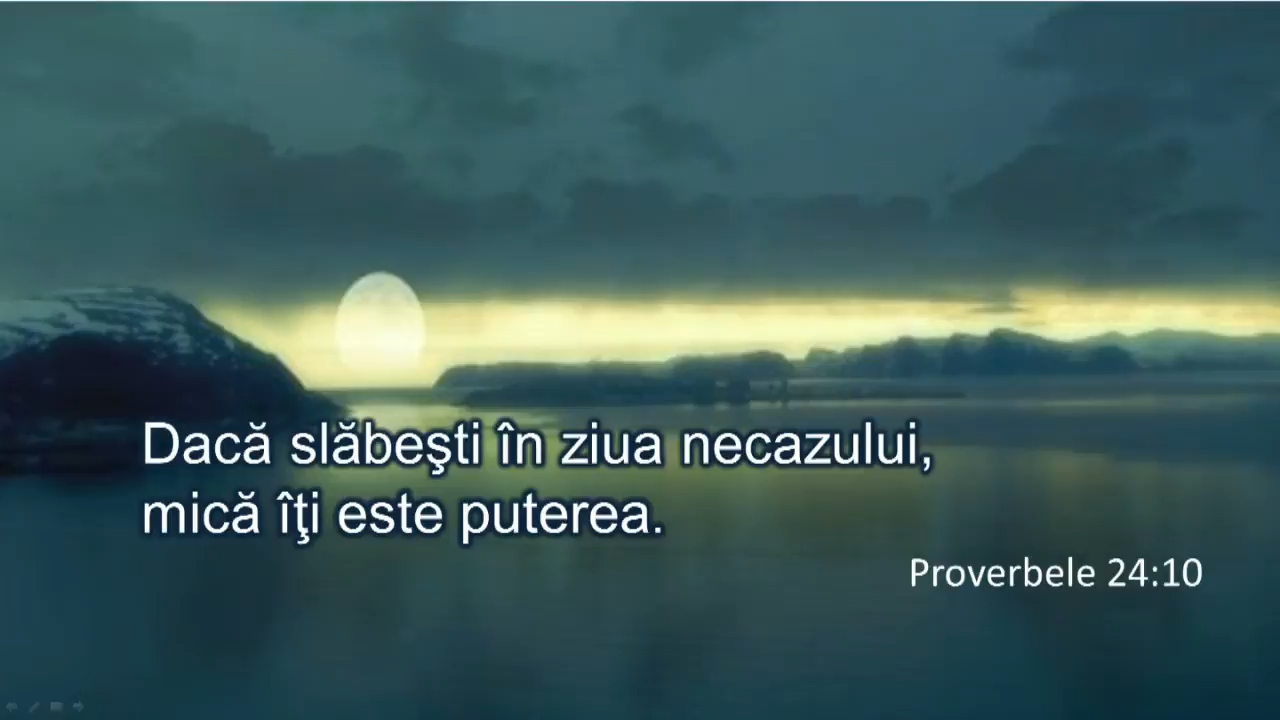 Dacă slăbeşti în ziua necazului,
mică îţi este puterea.
Proverbele 24:10